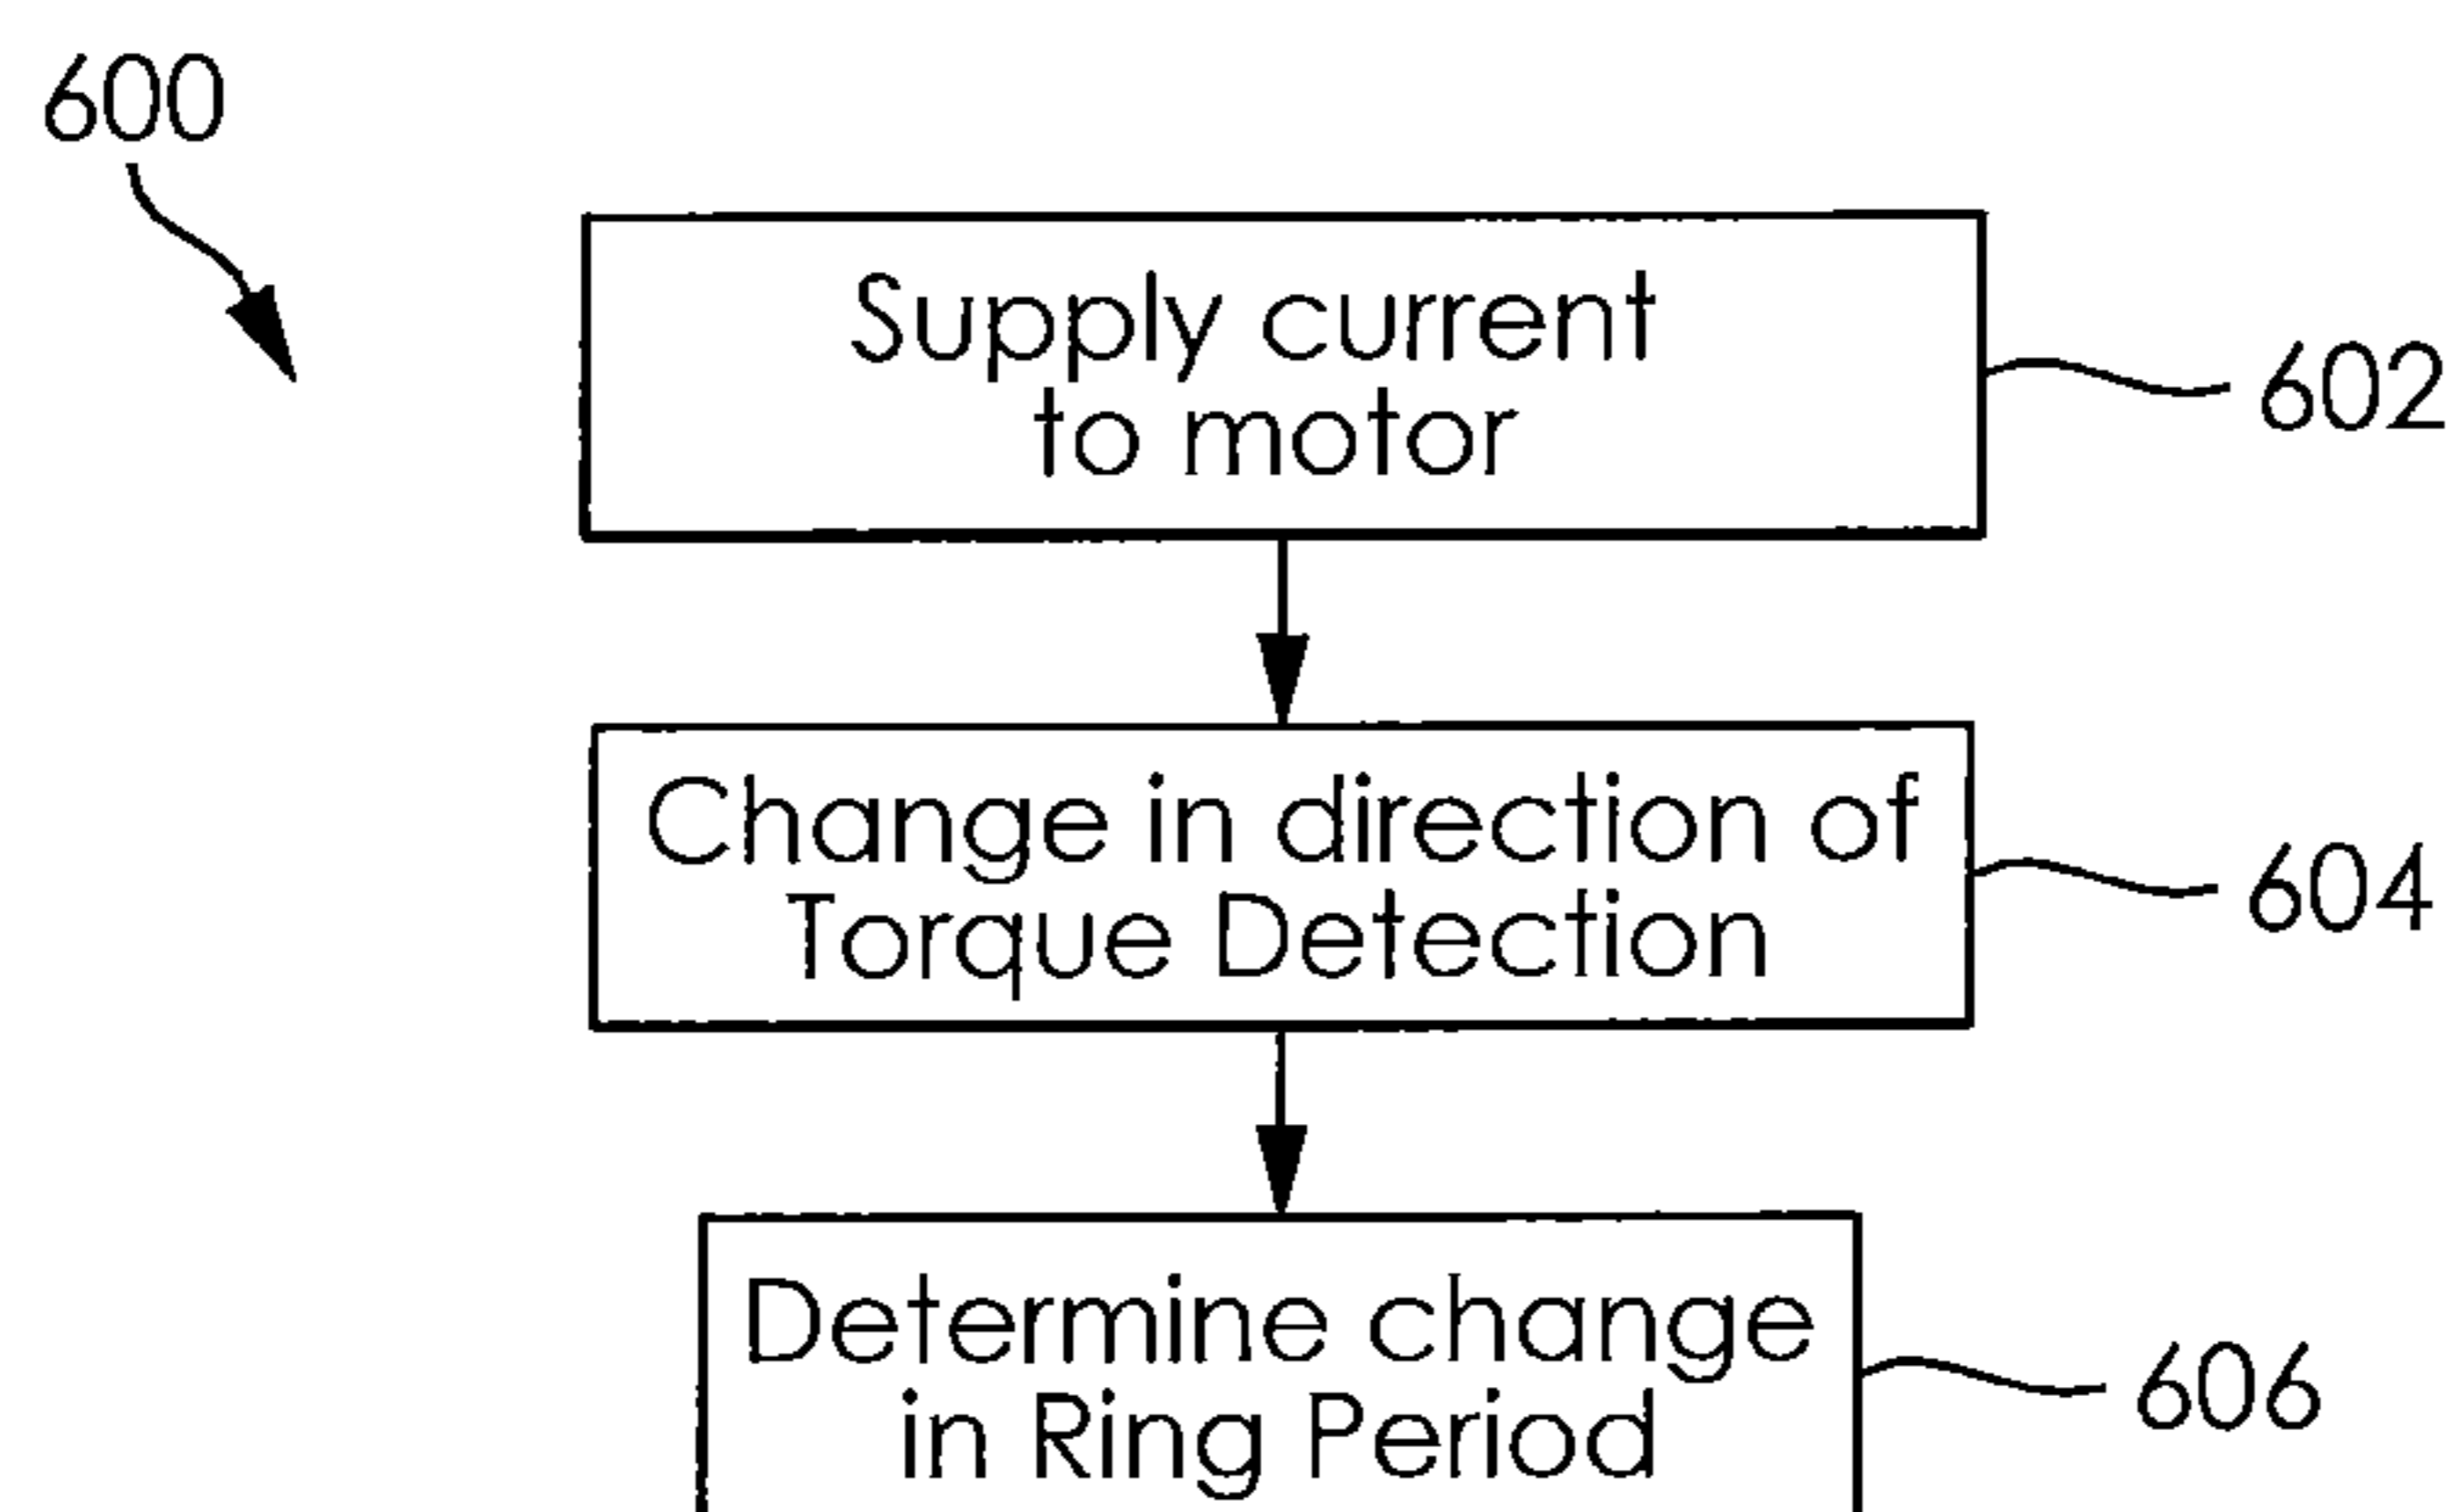 600
Supply current
to motor
602
Change in direction of
Torque Detection
604
Determine change
in Ring Period
606